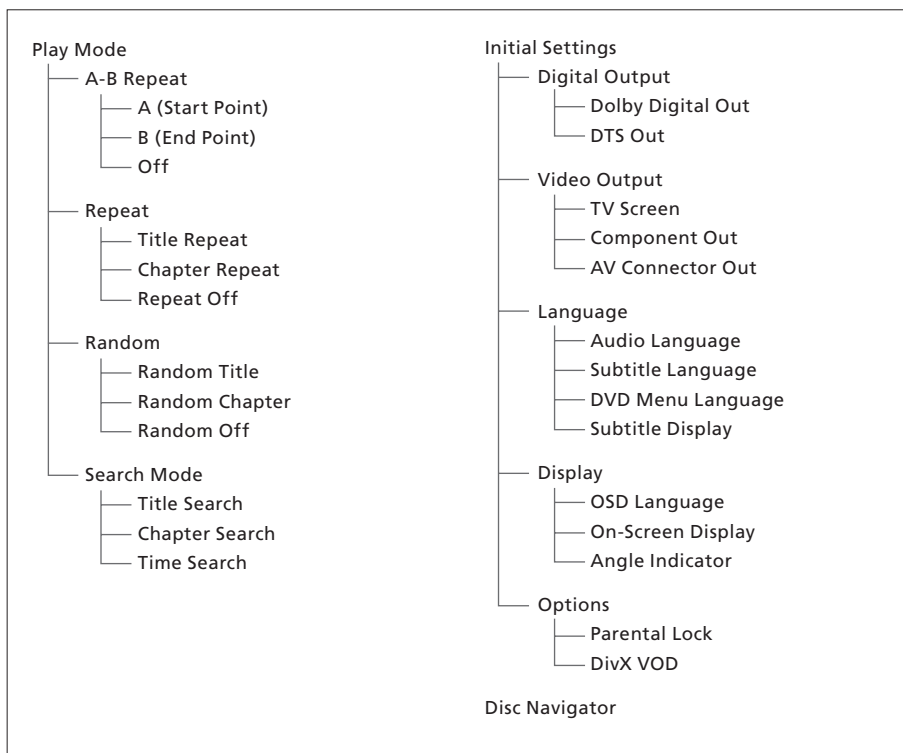 Play Mode
A-B Repeat
A (Start Point)
B (End Point)
Off
Repeat
Title Repeat
Chapter Repeat
Repeat Off
Random
Random Title
Random Chapter
Random Off
Search Mode
Title Search
Chapter Search
Time Search
Initial Settings
Digital Output
Dolby Digital Out
DTS Out
Video Output
TV Screen
Component Out
AV Connector Out
Language
Audio Language
Subtitle Language
DVD Menu Language
Subtitle Display
Display
OSD Language
On-Screen Display
Angle Indicator
Options
Parental Lock
DivX VOD
Disc Navigator